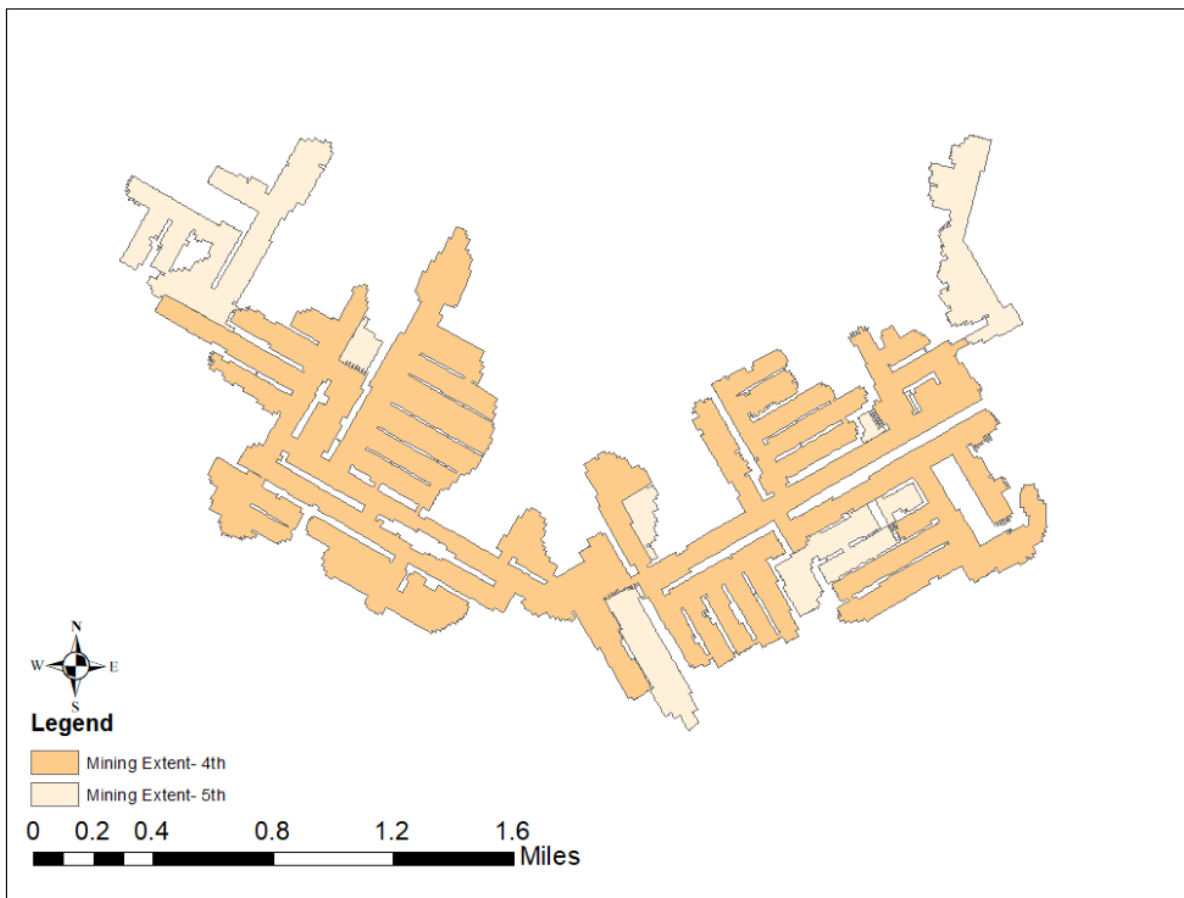 N
W E
S
Legend
Mining Extent- 4th
Mining Extent- 5th
0 0.2 0.4 0.8 1.2 1.6
Miles